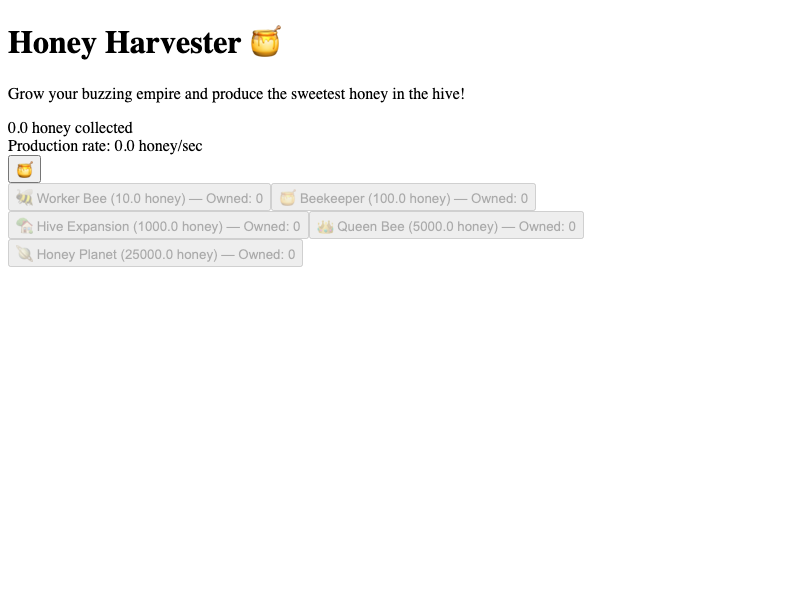 Honey Harvester 🍯
Grow your buzzing empire and produce the sweetest honey in the hive!
0.0 honey collected
Production rate: 0.0 honey/sec
🍯
🐝 Worker Bee (10.0 honey) — Owned: 0 🍯 Beekeeper (100.0 honey) — Owned: 0
🏡 Hive Expansion (1000.0 honey) — Owned: 0 👑 Queen Bee (5000.0 honey) — Owned: 0
🪐 Honey Planet (25000.0 honey) — Owned: 0